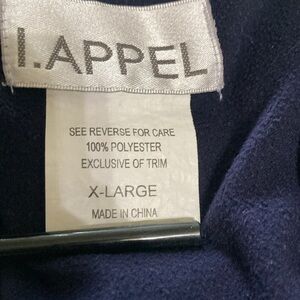 I.APPEL
SEE REVERSE FOR CARE
100% POLYESTER
EXCLUSIVE OF TRIM
X-LARGE
MADE IN CHINA